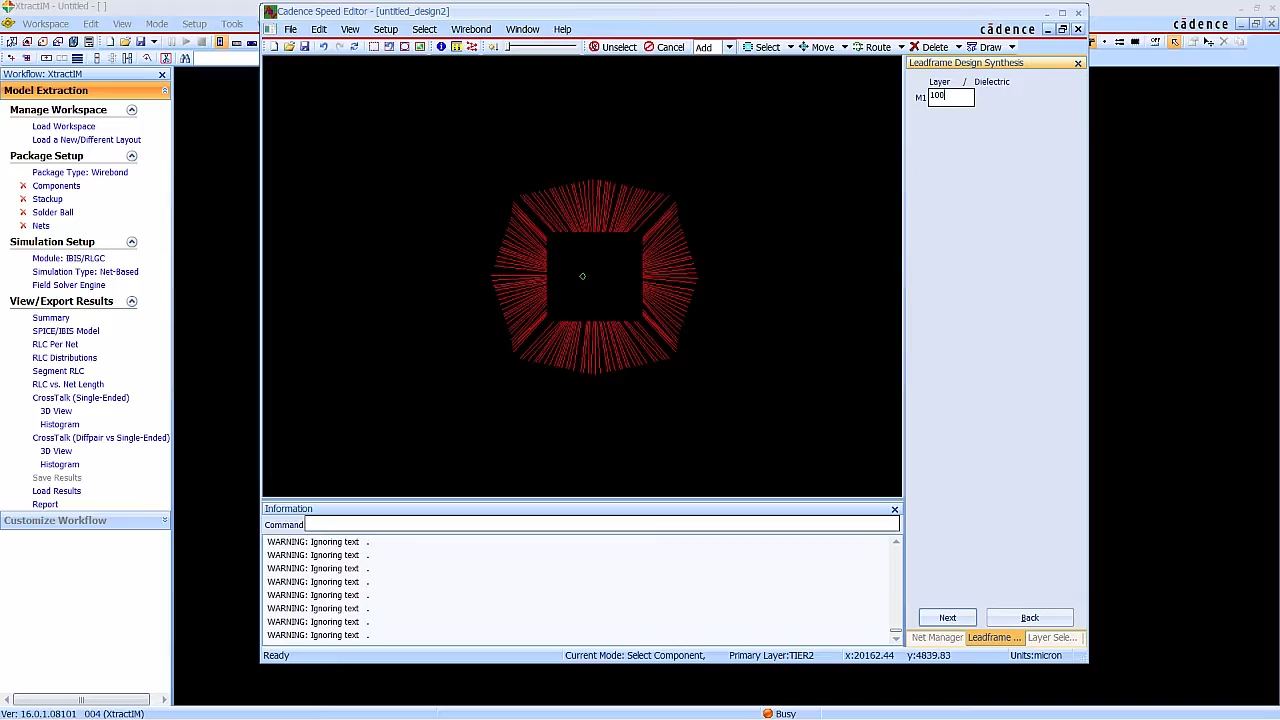 XtractIM - Untitled - [ ]
Workspace Edit View Mode Setup Tools
cādence
Workflow: XtractIM
Model Extraction
Manage Workspace
Load Workspace
Load a New/Different Layout
Package Setup
Package Type: Wirebond
Components
Stackup
Solder Ball
Nets
Simulation Setup
Module: IBIS/RLGC
Simulation Type: Net-Based
Field Solver Engine
View/Export Results
Summary
SPICE/IBIS Model
RLC Per Net
RLC Distributions
Segment RLC
RLC vs. Net Length
CrossTalk (Single-Ended)
3D View
Histogram
CrossTalk (Diffpair vs Single-Ended)
3D View
Histogram
Save Results
Load Results
Report
Customize Workflow
Cadence Speed Editor - [untitled_design2]
File Edit View Setup Select Wirebond Window Help
cādence
Unselect Cancel Add Select Move Route Delete Draw
Leadframe Design Synthesis
Layer / Dielectric
M1 100
Next Back
Net Manager Leadframe ... Layer Sele...
Information
Command
WARNING: Ignoring text .
WARNING: Ignoring text .
WARNING: Ignoring text .
WARNING: Ignoring text .
WARNING: Ignoring text .
WARNING: Ignoring text .
WARNING: Ignoring text .
WARNING: Ignoring text .
Ready Current Mode: Select Component, Primary Layer:TIER2 x:20162.44 y:4839.83 Units:micron
Ver: 16.0.1.08101 004 (XtractIM) Busy